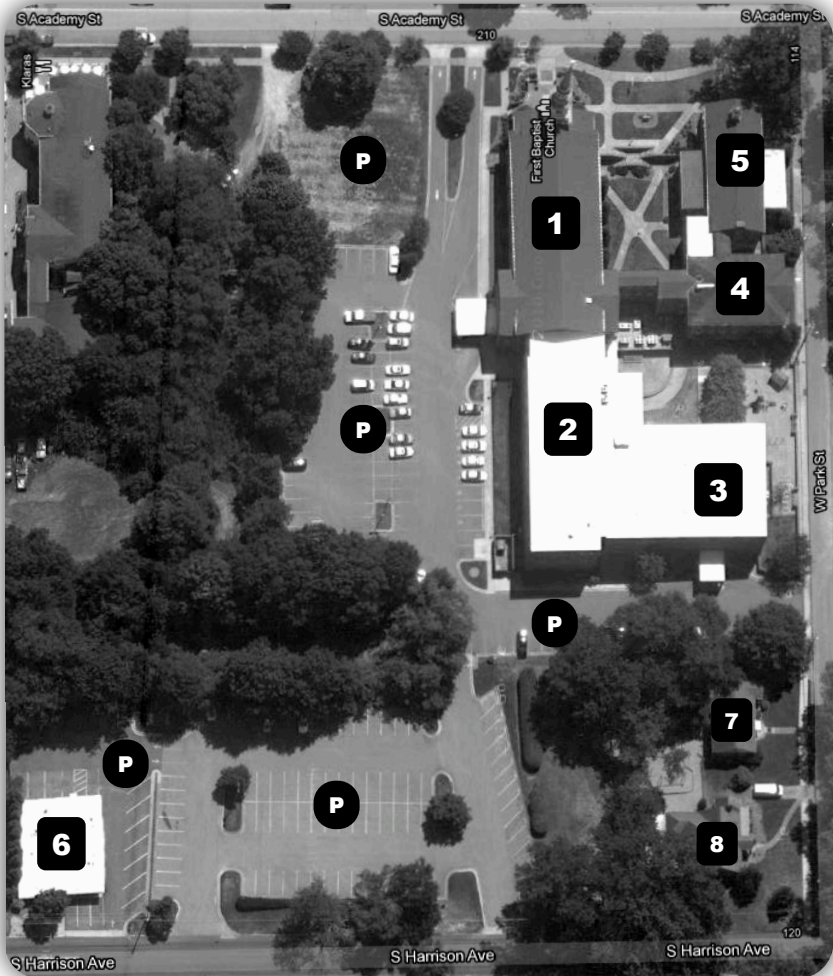 S Academy St
S Academy St
S Academy St
210
Klaras
114
First Baptist
Church
P
5
1
4
P
2
3
W Park St
P
7
P
P
6
8
120
S Harrison Ave
S Harrison Ave
S Harrison Ave